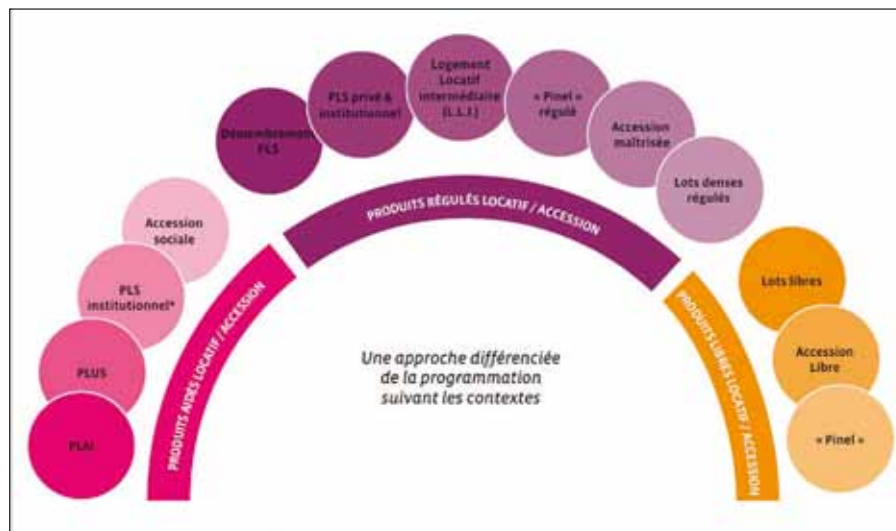 PLAI
PLUS
PLS
institutionnel*
Accession
sociale
Démembrement
PLS
PLS privé &
institutionnel
Logement
Locatif
intermédiaire
(L.L.I.)
« Pinel »
régulé
Accession
maîtrisée
Lots denses
régulés
Lots libres
Accession
Libre
« Pinel »
PRODUITS AIDÉS LOCATIF / ACCESSION
PRODUITS RÉGULÉS LOCATIF / ACCESSION
PRODUITS LIBRES LOCATIF / ACCESSION
Une approche différenciée
de la programmation
suivant les contextes